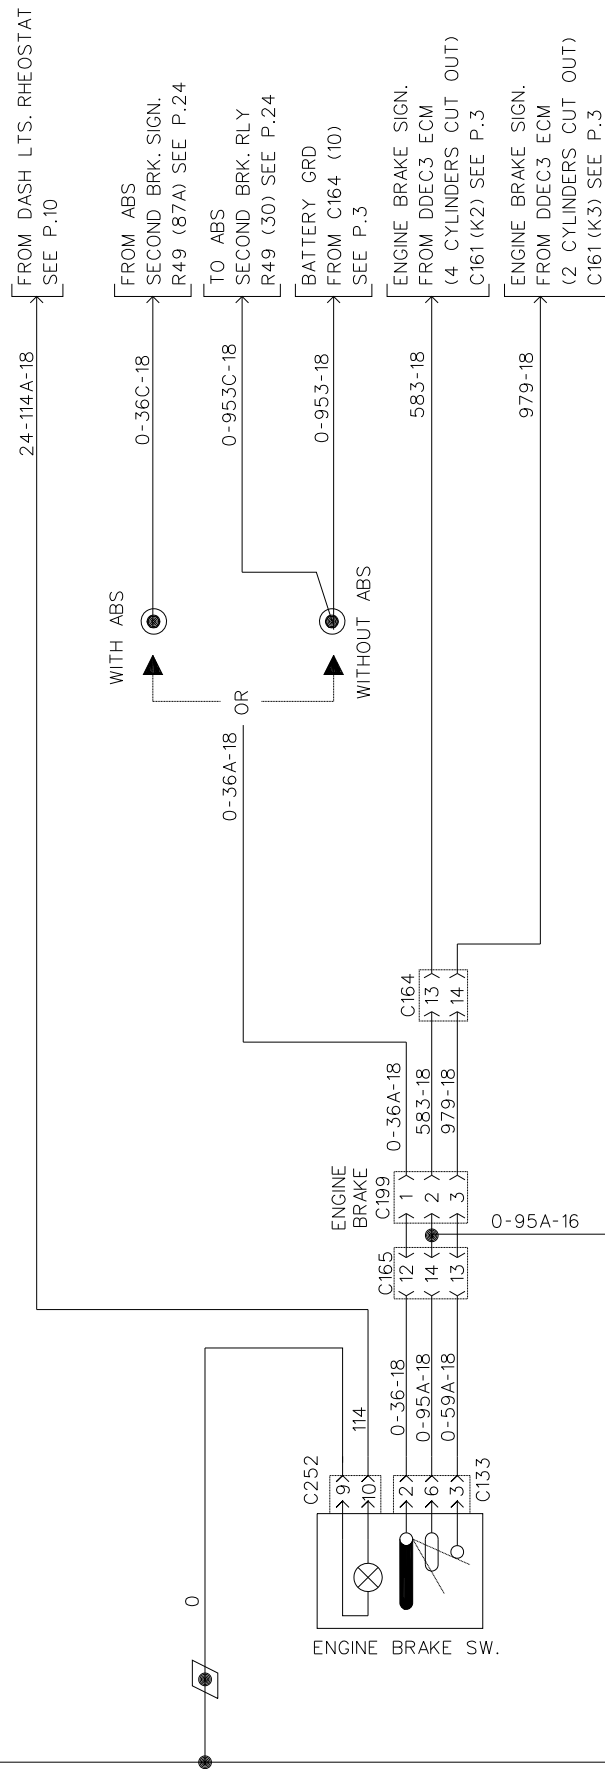 FROM DASH LTS. RHEOSTAT
SEE P.10
FROM ABS
SECOND BRK. SIGN.
R49 (87A) SEE P.24
TO ABS
SECOND BRK. RLY
R49 (30) SEE P.24
BATTERY GRD
FROM C164 (10)
SEE P.3
ENGINE BRAKE SIGN.
FROM DDEC3 ECM
(4 CYLINDERS CUT OUT)
C161 (K2) SEE P.3
ENGINE BRAKE SIGN.
FROM DDEC3 ECM
(2 CYLINDERS CUT OUT)
C161 (K3) SEE P.3
24-114A-18
0-36C-18
0-953C-18
0-953-18
583-18
979-18
WITH ABS
WITHOUT ABS
OR
0-36A-18
C164
13
14
0-36A-18
583-18
979-18
ENGINE
BRAKE
C199
1
2
3
0-95A-16
C165
12
14
13
114
0-36-18
0-95A-18
0-59A-18
C252
9
10
2
6
3
C133
0
ENGINE BRAKE SW.